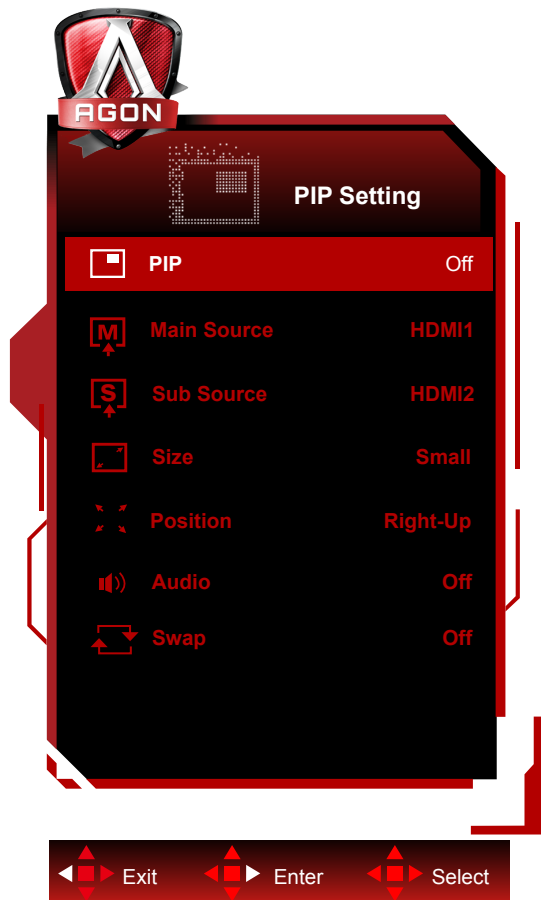 AGON
PIP Setting
PIP Off
M Main Source HDMI1
S Sub Source HDMI2
Size Small
Position Right-Up
Audio Off
Swap Off
Exit Enter Select